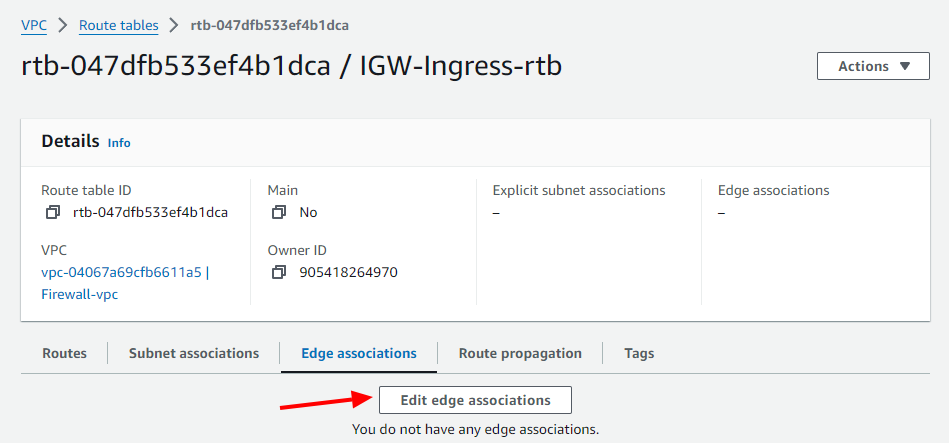 VPC > Route tables > rtb-047dfb533ef4b1dca
rtb-047dfb533ef4b1dca / IGW-Ingress-rtb
Actions
Details Info
Route table ID
rtb-047dfb533ef4b1dca
Main
No
Explicit subnet associations
–
Edge associations
–
VPC
vpc-04067a69cfb6611a5 |
Firewall-vpc
Owner ID
905418264970
Routes
Subnet associations
Edge associations
Route propagation
Tags
Edit edge associations
You do not have any edge associations.